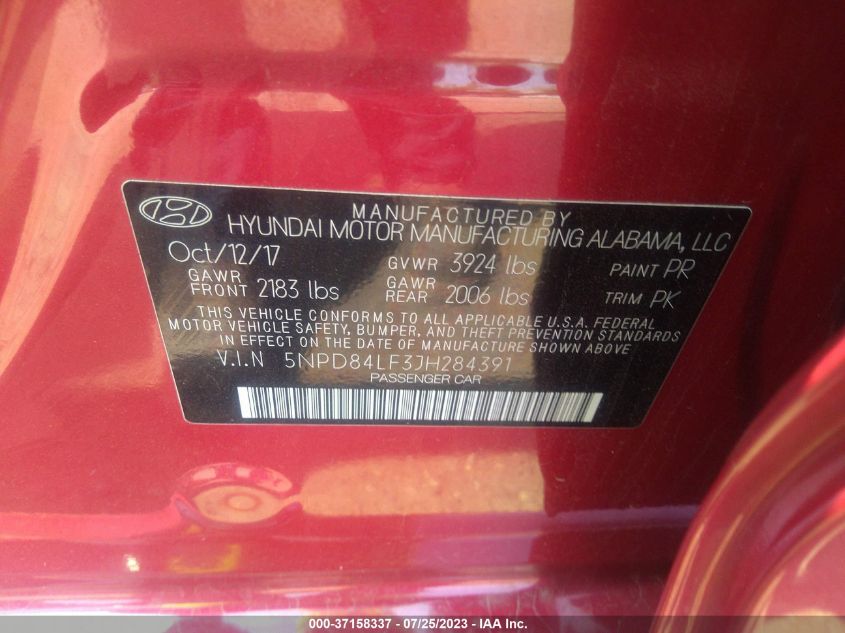 MANUFACTURED BY
HYUNDAI MOTOR MANUFACTURING ALABAMA, LLC
Oct/12/17 GVWR 3924 lbs PAINT PR
GAWR FRONT 2183 lbs GAWR REAR 2006 lbs TRIM PK
THIS VEHICLE CONFORMS TO ALL APPLICABLE U.S.A. FEDERAL
MOTOR VEHICLE SAFETY, BUMPER, AND THEFT PREVENTION STANDARDS
IN EFFECT ON THE DATE OF MANUFACTURE SHOWN ABOVE.
V.I.N 5NPD84LF3JH284391
PASSENGER CAR
000-37158337 - 07/25/2023 - IAA Inc.